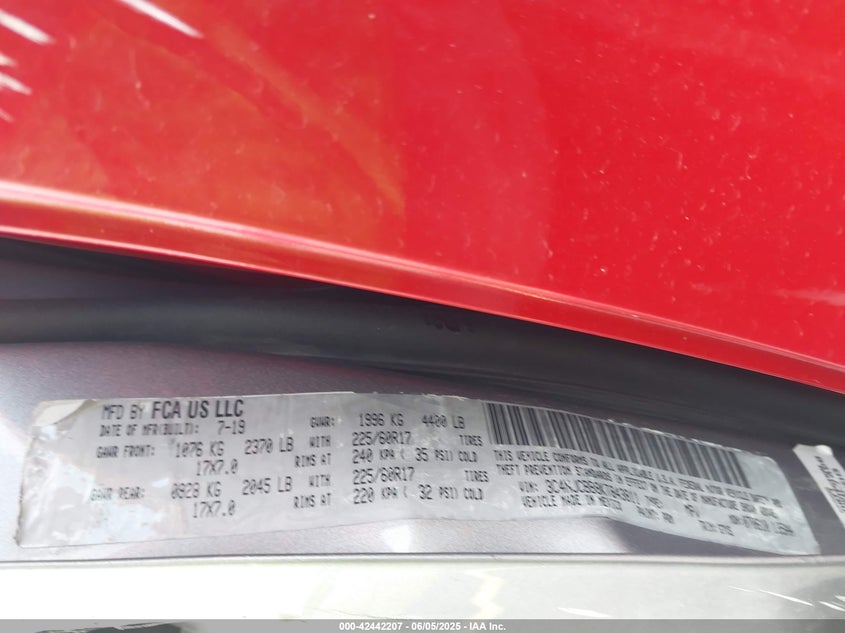 MFD BY FCA US LLC
DATE OF MFR(BUILT): 7-19
GVWR: 1996 KG 4400 LB
GAWR FRONT: 1076 KG 2370 LB WITH 225/60R17 TIRES
17X7.0 RIMS AT 240 KPA ( 35 PSI) COLD
GAWR REAR: 0928 KG 2045 LB WITH 225/60R17 TIRES
17X7.0 RIMS AT 220 KPA ( 32 PSI) COLD
THIS VEHICLE CONFORMS TO ALL APPLICABLE U.S.A. FEDERAL MOTOR VEHICLE SAFETY AND
THEFT PREVENTION STANDARDS IN EFFECT ON THE DATE OF MANUFACTURE SHOWN ABOVE.
VIN:
VEHICLE MADE IN MEXICO
PAINT:
TRIM:
000-42442207 - 06/05/2025 - IAA Inc.